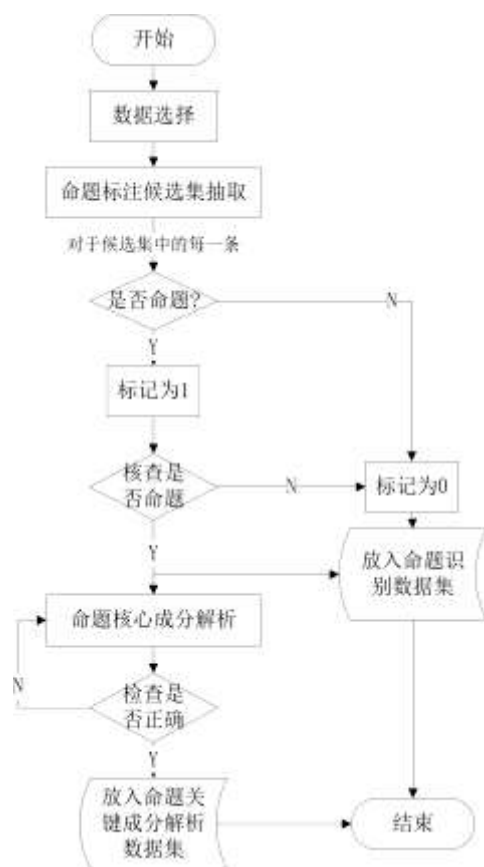 开始
数据选择
命题标注候选集抽取
对于候选集中的每一条
是否命题?
N
Y
标记为1
核查是
否命题
N
标记为0
Y
放入命题识
别数据集
命题核心成分解析
N
检查是
否正确
Y
放入命题关
键成分解析
数据集
结束